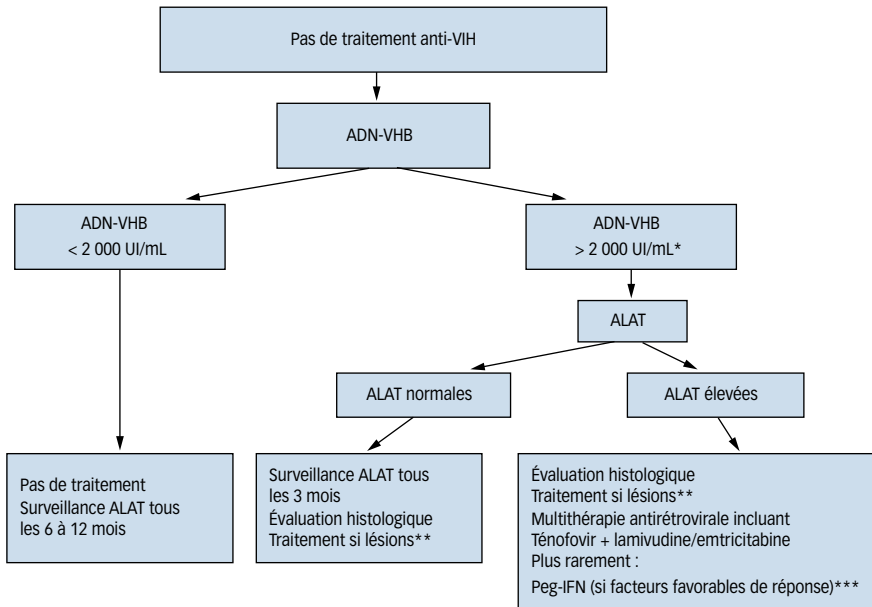 Pas de traitement anti-VIH
ADN-VHB
ADN-VHB
< 2 000 UI/mL
ADN-VHB
> 2 000 UI/mL*
ALAT
ALAT normales
ALAT élevées
Pas de traitement
Surveillance ALAT tous
les 6 à 12 mois
Surveillance ALAT tous
les 3 mois
Évaluation histologique
Traitement si lésions**
Évaluation histologique
Traitement si lésions**
Multithérapie antirétrovirale incluant
Ténofovir + lamivudine/emtricitabine
Plus rarement :
Peg-IFN (si facteurs favorables de réponse)***